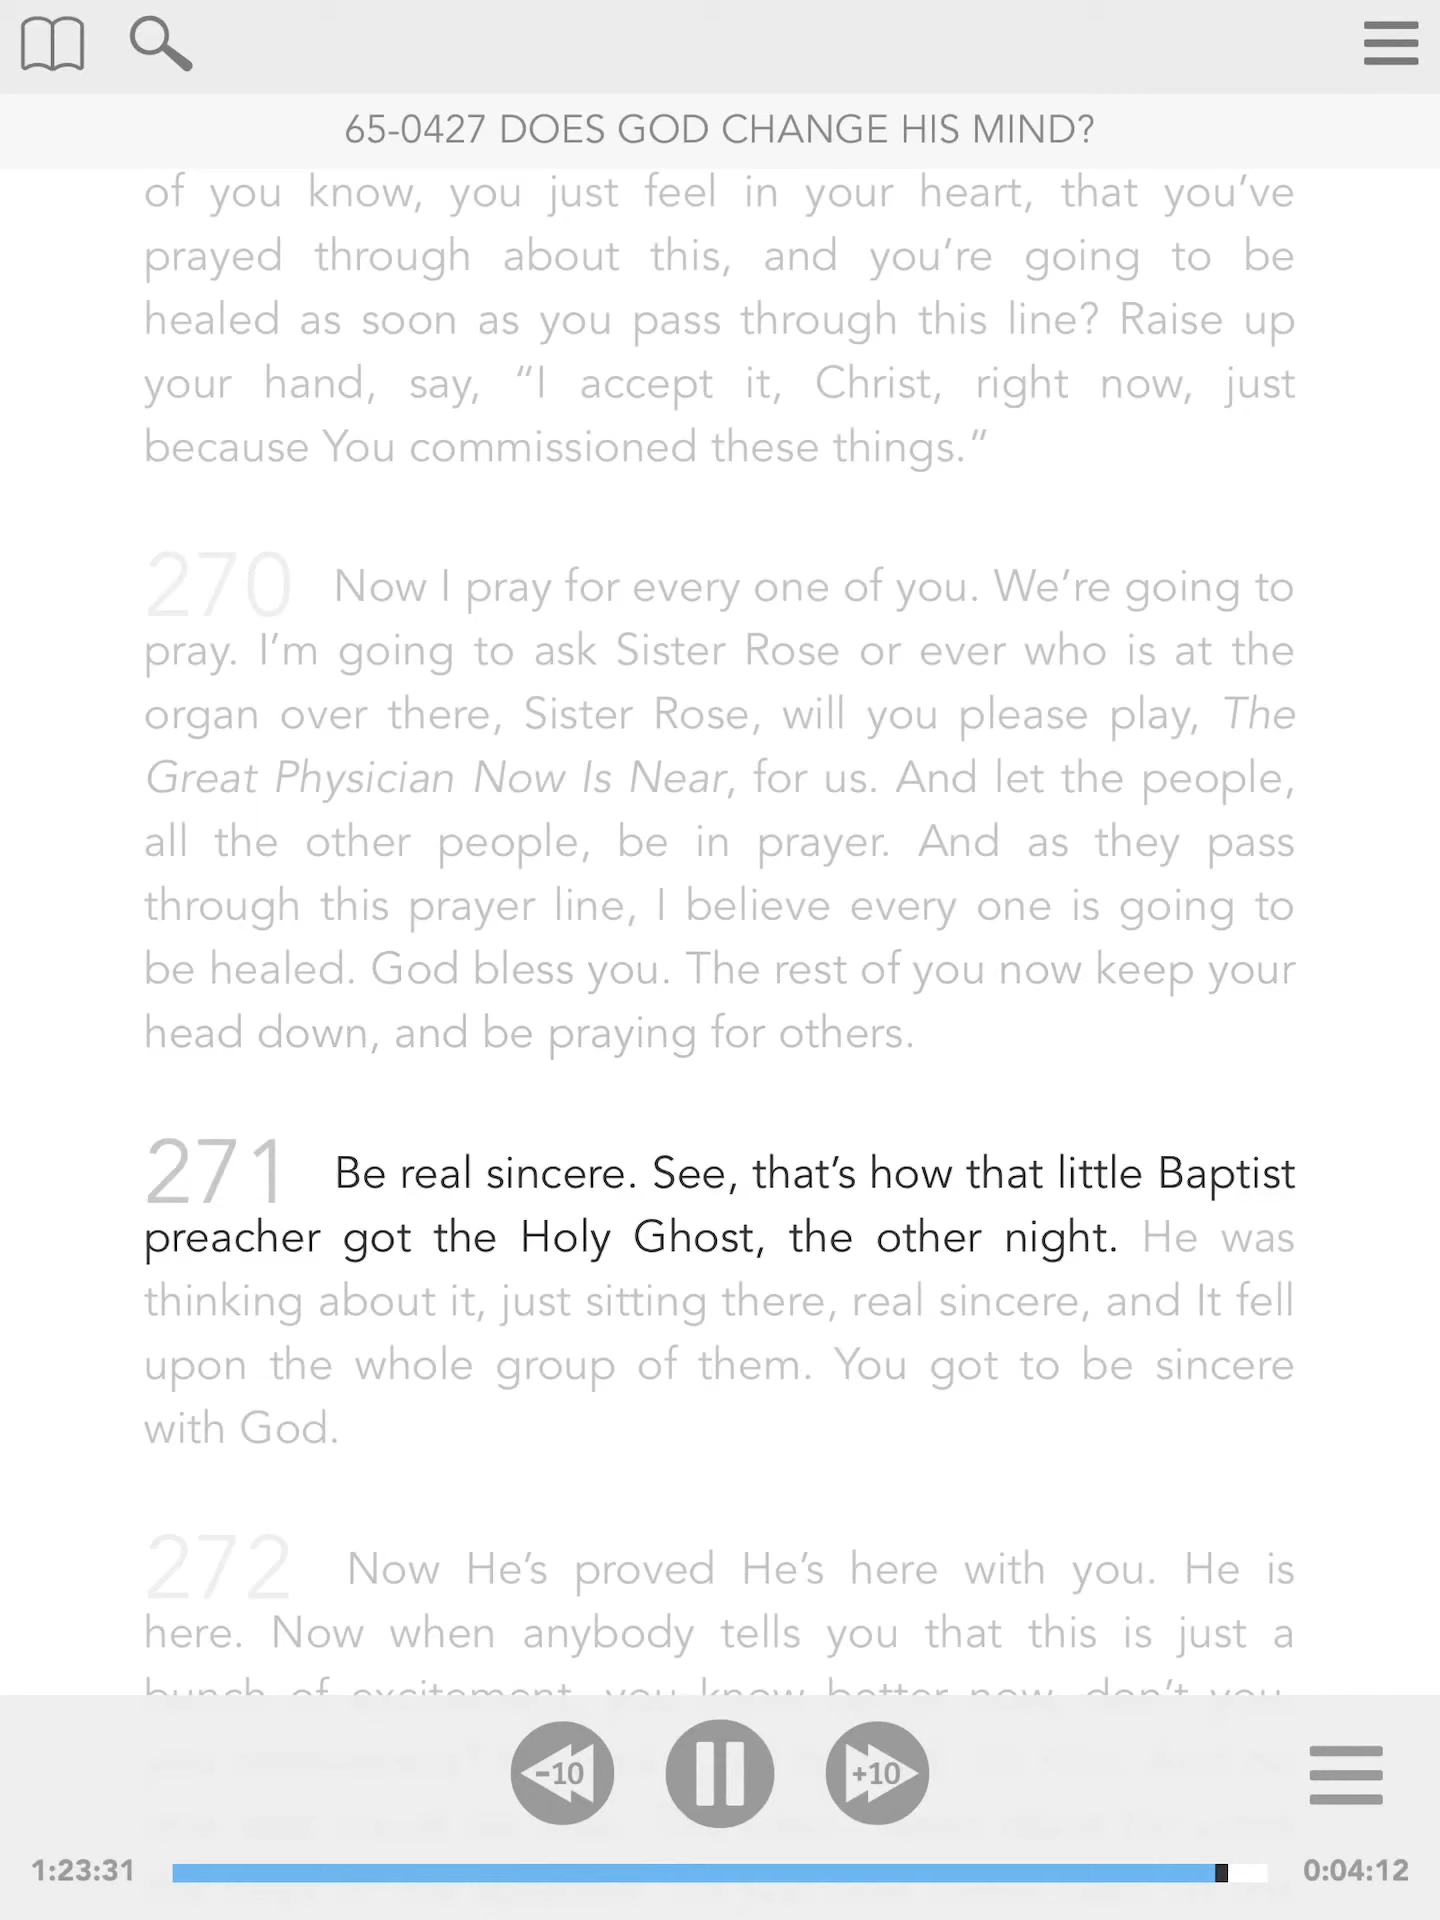 65-0427 DOES GOD CHANGE HIS MIND?
of you know, you just feel in your heart, that you’ve
prayed through about this, and you’re going to be
healed as soon as you pass through this line? Raise up
your hand, say, “I accept it, Christ, right now, just
because You commissioned these things.”
270 Now I pray for every one of you. We’re going to
pray. I’m going to ask Sister Rose or ever who is at the
organ over there, Sister Rose, will you please play, The
Great Physician Now Is Near, for us. And let the people,
all the other people, be in prayer. And as they pass
through this prayer line, I believe every one is going to
be healed. God bless you. The rest of you now keep your
head down, and be praying for others.
271 Be real sincere. See, that’s how that little Baptist
preacher got the Holy Ghost, the other night. He was
thinking about it, just sitting there, real sincere, and It fell
upon the whole group of them. You got to be sincere
with God.
272 Now He’s proved He’s here with you. He is
here. Now when anybody tells you that this is just a
bunch of excitement, you know better now, don’t you
-10 +10
1:23:31 0:04:12